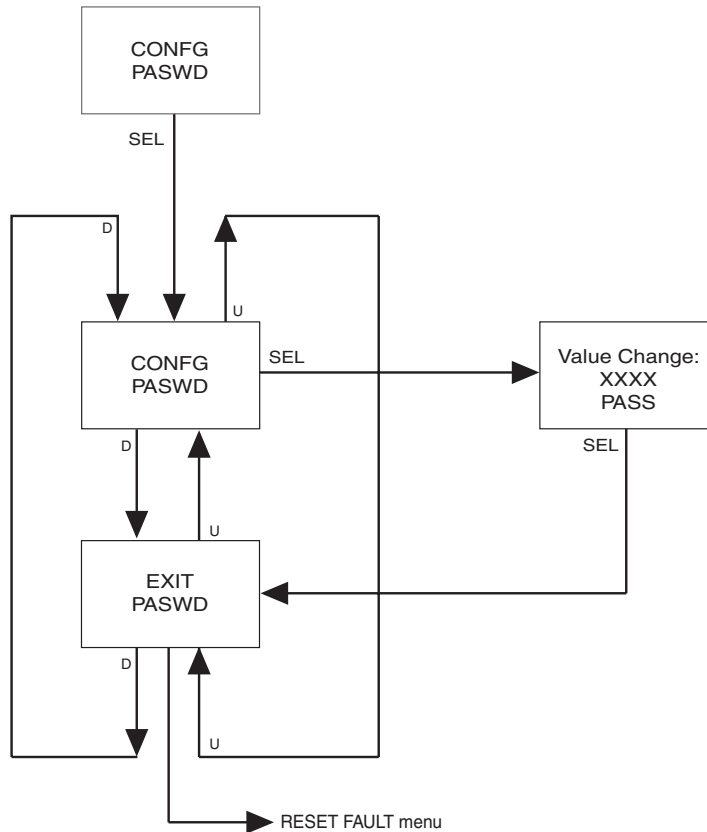 CONFG
PASWD
SEL
D
U
CONFG
PASWD
SEL
Value Change:
XXXX
PASS
SEL
D
U
EXIT
PASWD
D
U
RESET FAULT menu